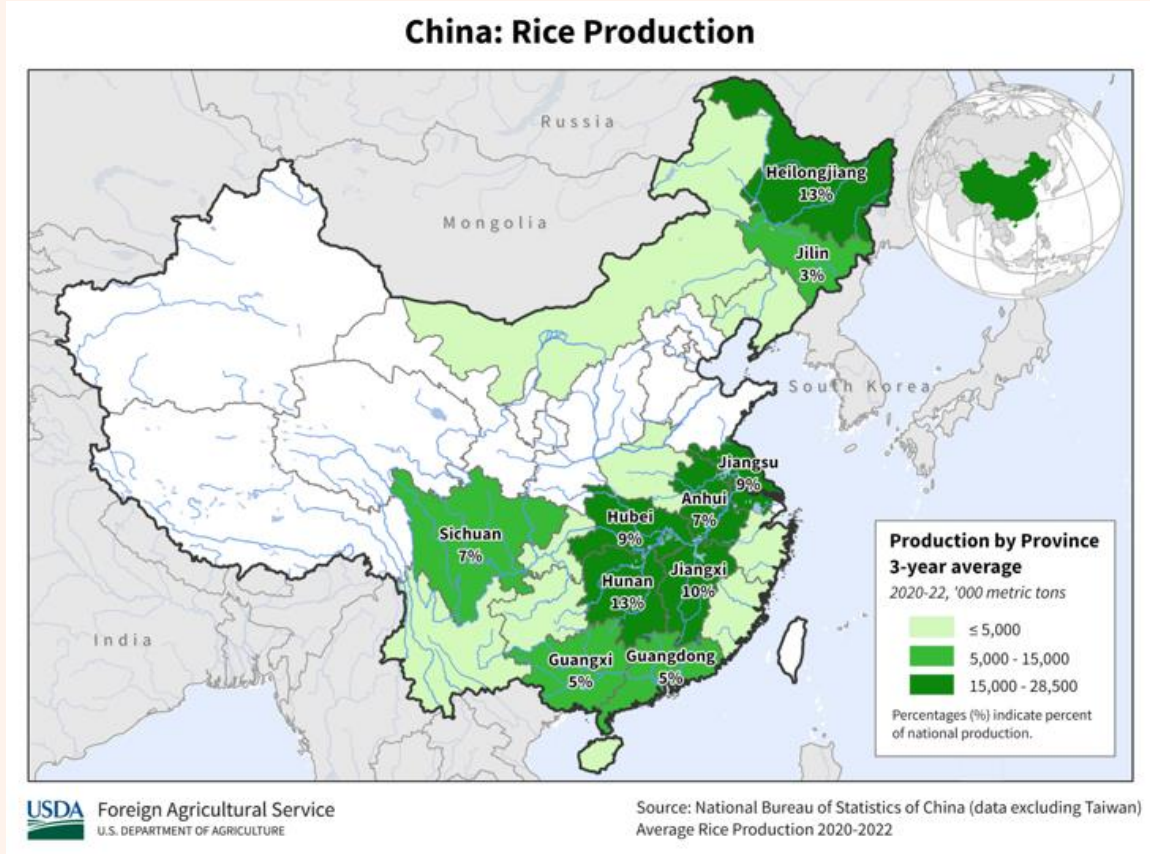 China: Rice Production
Russia
Mongolia
Heilongjiang
13%
Jilin
3%
South Korea
Jiangsu
9%
Anhui
7%
Hubei
9%
Sichuan
7%
Jiangxi
10%
Hunan
13%
Guangxi
5%
Guangdong
5%
India
Production by Province
3-year average
2020-22, '000 metric tons
≤ 5,000
5,000 - 15,000
15,000 - 28,500
Percentages (%) indicate percent
of national production.
USDA
Foreign Agricultural Service
U.S. DEPARTMENT OF AGRICULTURE
Source: National Bureau of Statistics of China (data excluding Taiwan)
Average Rice Production 2020-2022